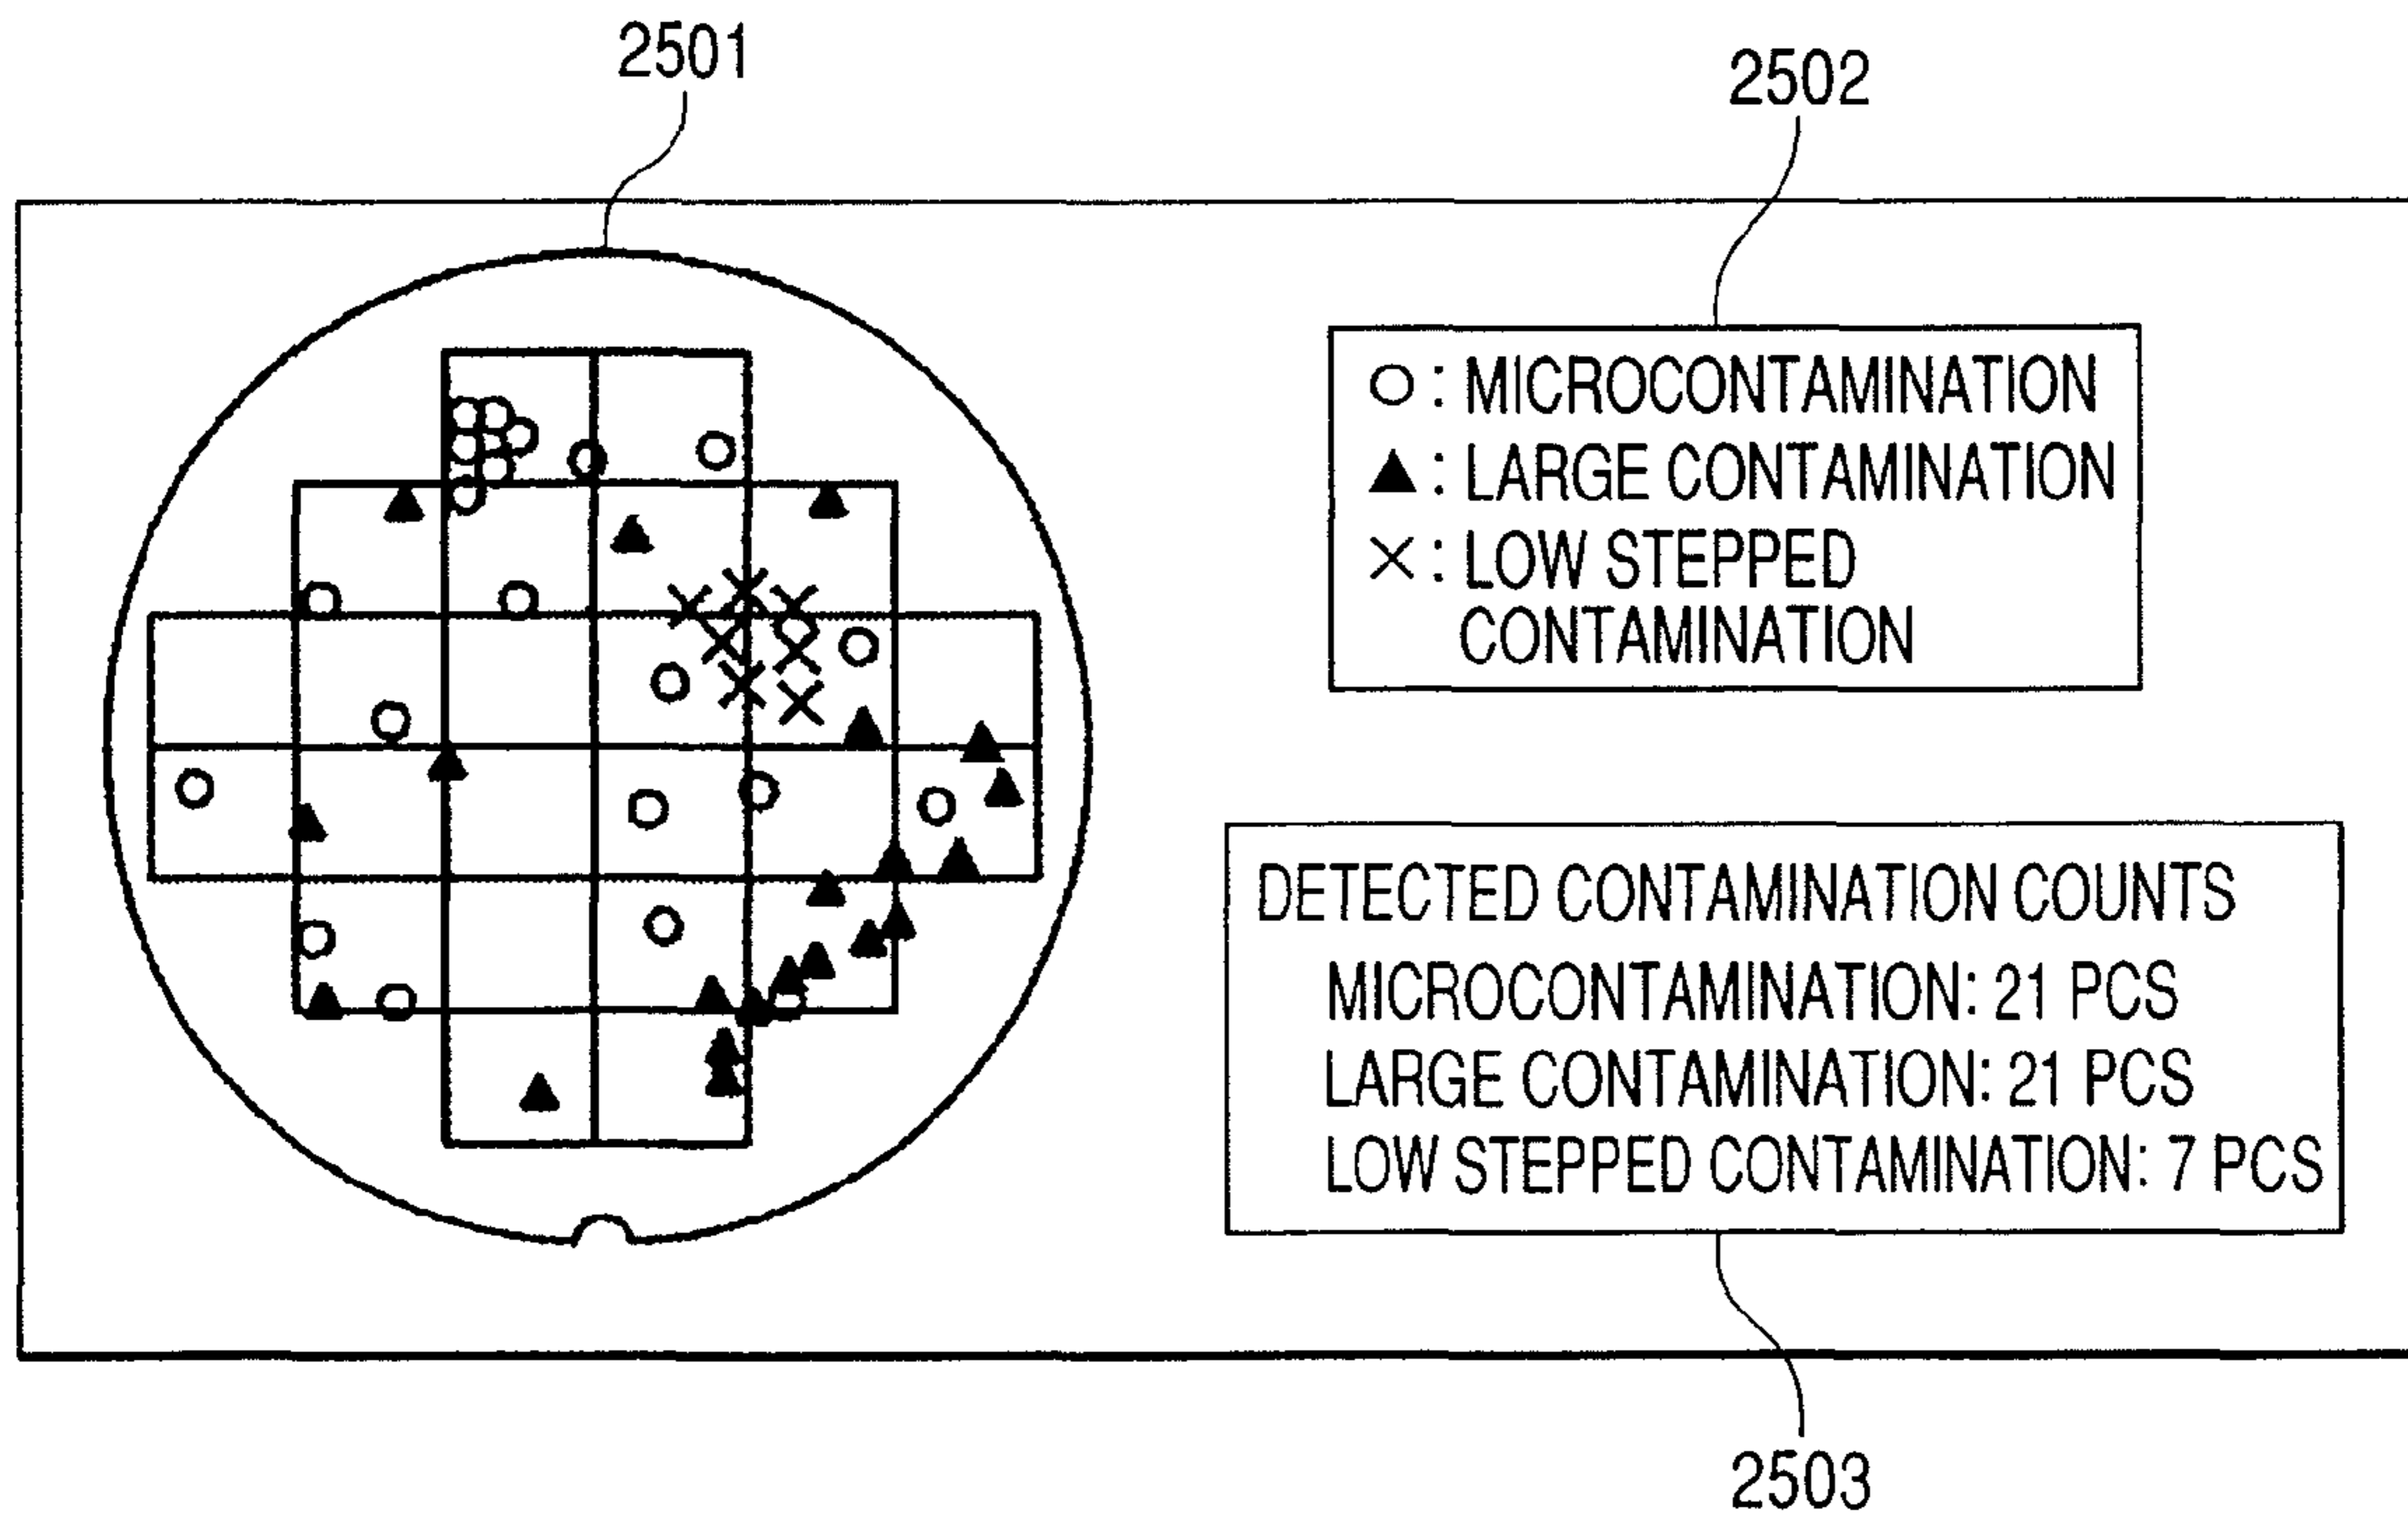 2501
2502
○: MICROCONTAMINATION
▲: LARGE CONTAMINATION
×: LOW STEPPED
CONTAMINATION
DETECTED CONTAMINATION COUNTS
MICROCONTAMINATION: 21 PCS
LARGE CONTAMINATION: 21 PCS
LOW STEPPED CONTAMINATION: 7 PCS
2503